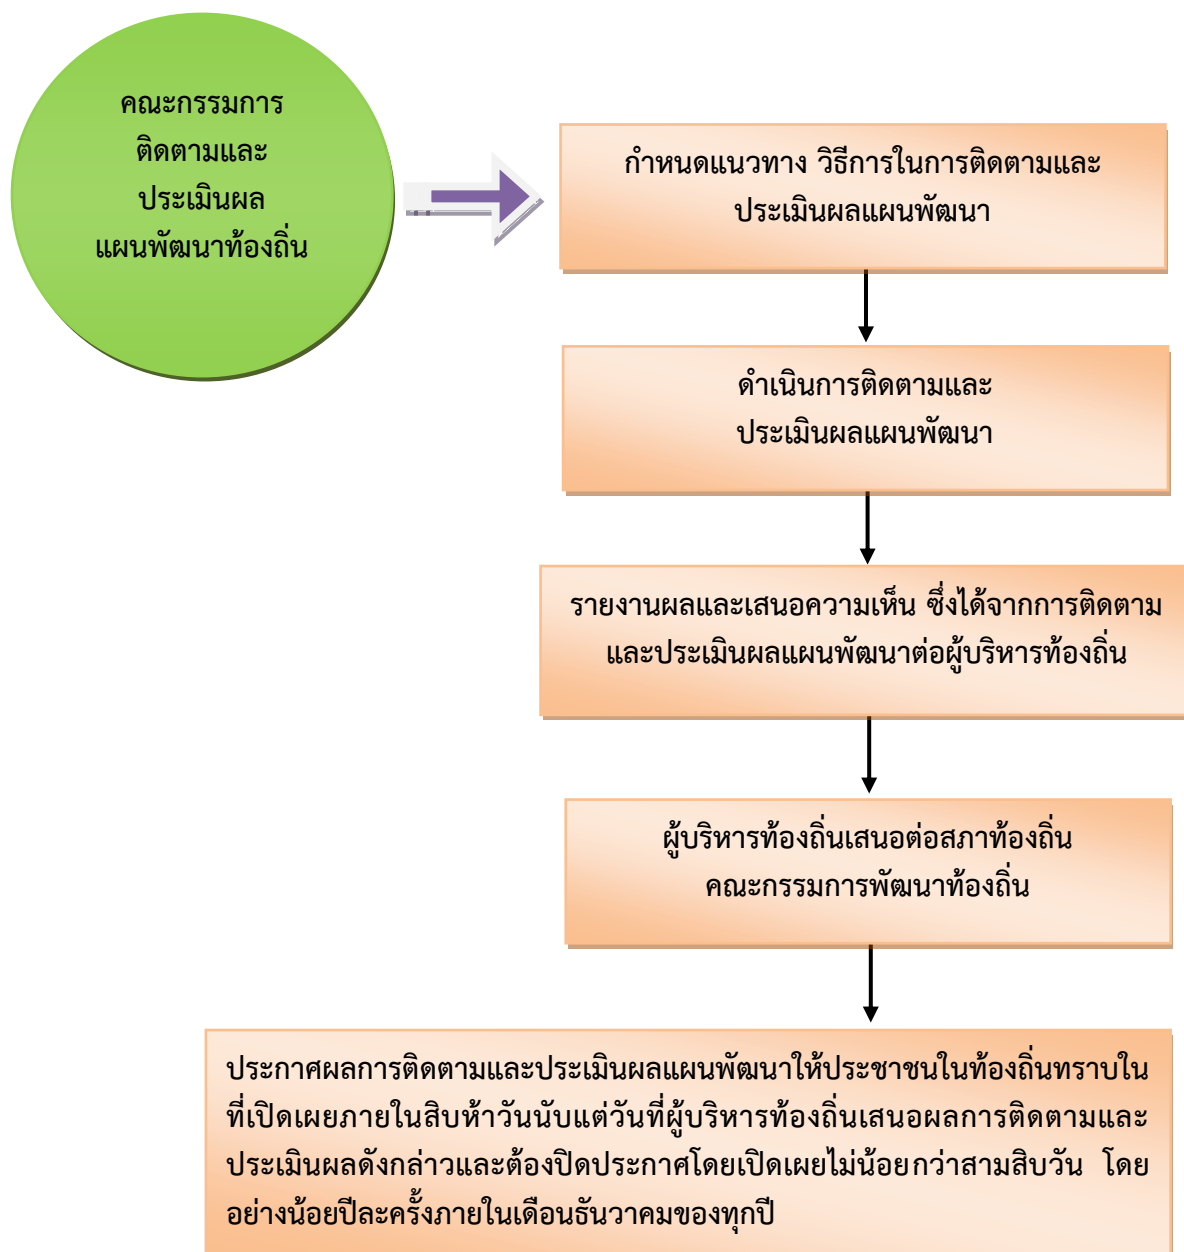 คณะกรรมการ
ติดตามและ
ประเมินผล
แผนพัฒนาท้องถิ่น
กำหนดแนวทาง วิธีการในการติดตามและ
ประเมินผลแผนพัฒนา
ดำเนินการติดตามและ
ประเมินผลแผนพัฒนา
รายงานผลและเสนอความเห็น ซึ่งได้จากการติดตาม
และประเมินผลแผนพัฒนาต่อผู้บริหารท้องถิ่น
ผู้บริหารท้องถิ่นเสนอต่อสภาท้องถิ่น
คณะกรรมการพัฒนาท้องถิ่น
ประกาศผลการติดตามและประเมินผลแผนพัฒนาให้ประชาชนในท้องถิ่นทราบใน
ที่เปิดเผยภายในสิบห้าวันนับแต่วันที่ผู้บริหารท้องถิ่นเสนอผลการติดตามและ
ประเมินผลดังกล่าวและต้องปิดประกาศโดยเปิดเผยไม่น้อยกว่าสามสิบวัน โดย
อย่างน้อยปีละครั้งภายในเดือนธันวาคมของทุกปี